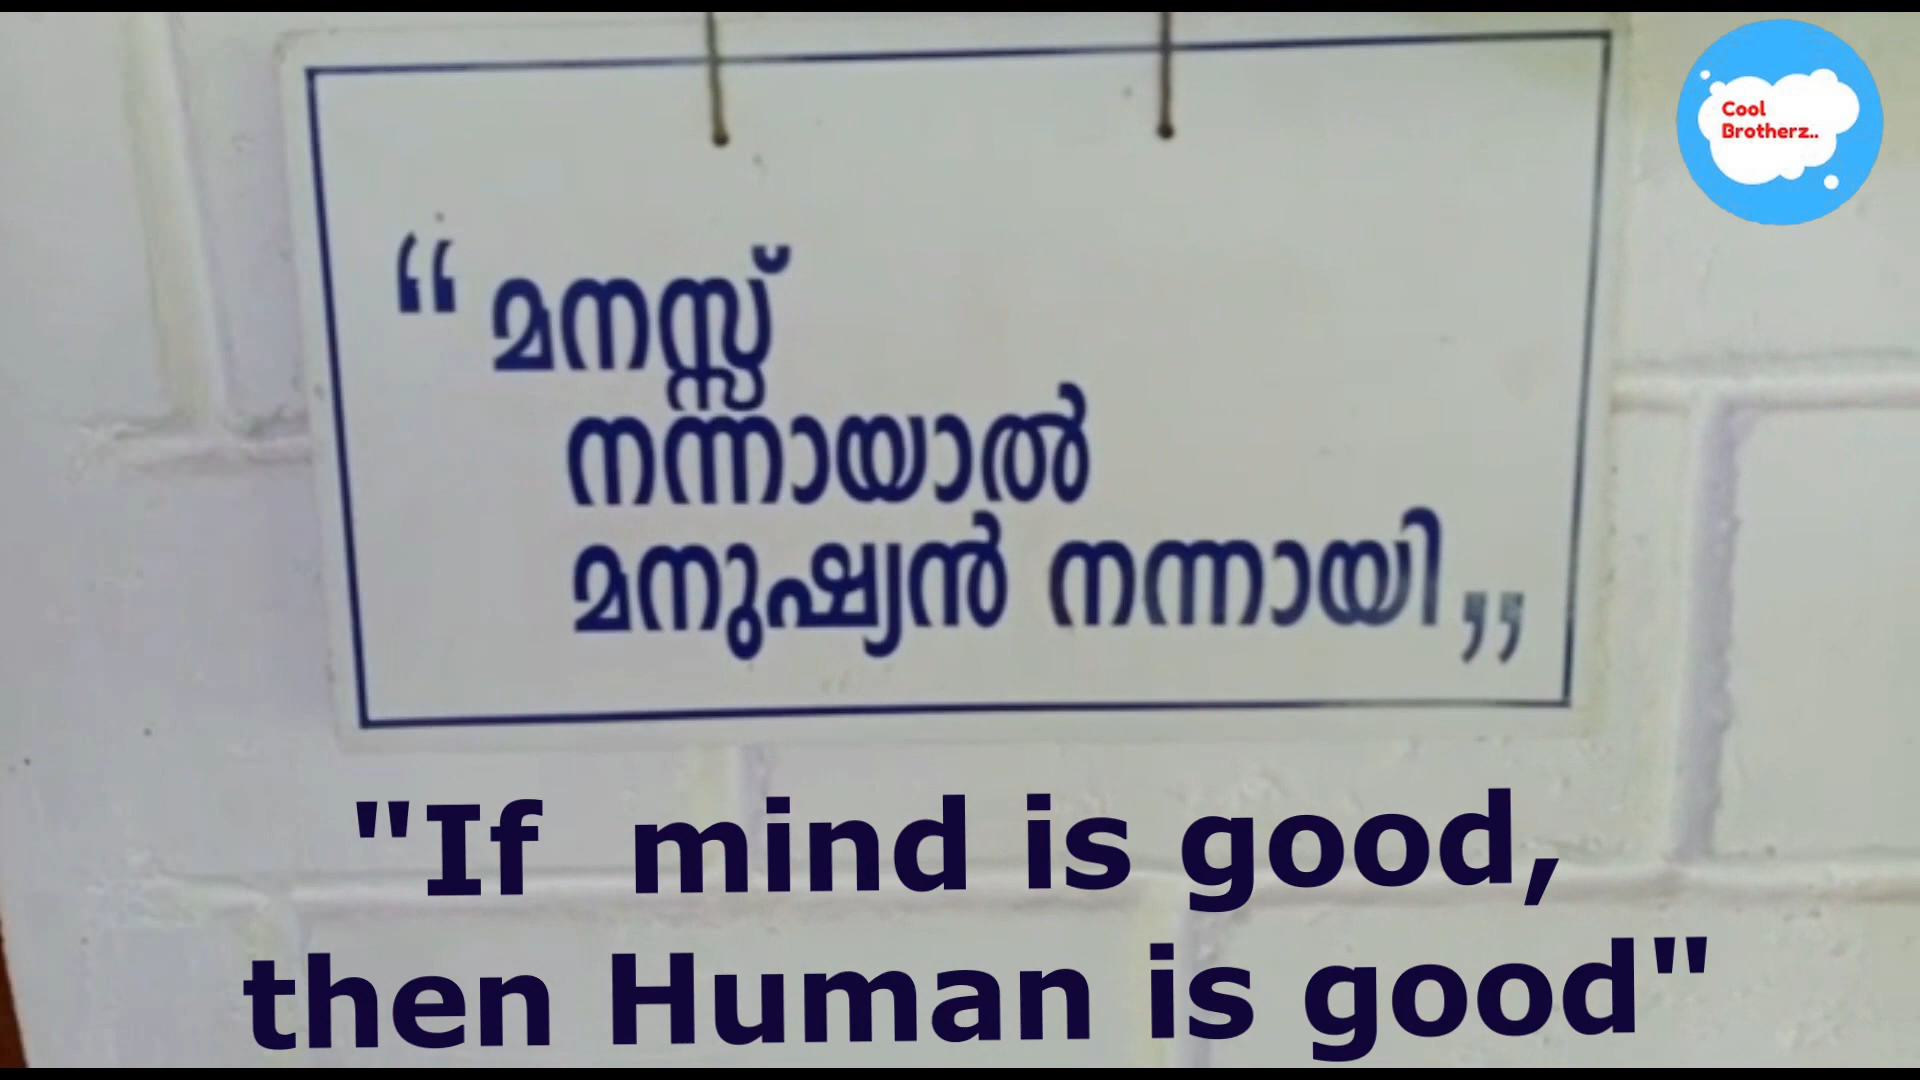 Cool
Brotherz..
“മനസ്സ്
നന്നായാൽ
മനുഷ്യൻ നന്നായി„
"If  mind is good,
then Human is good"